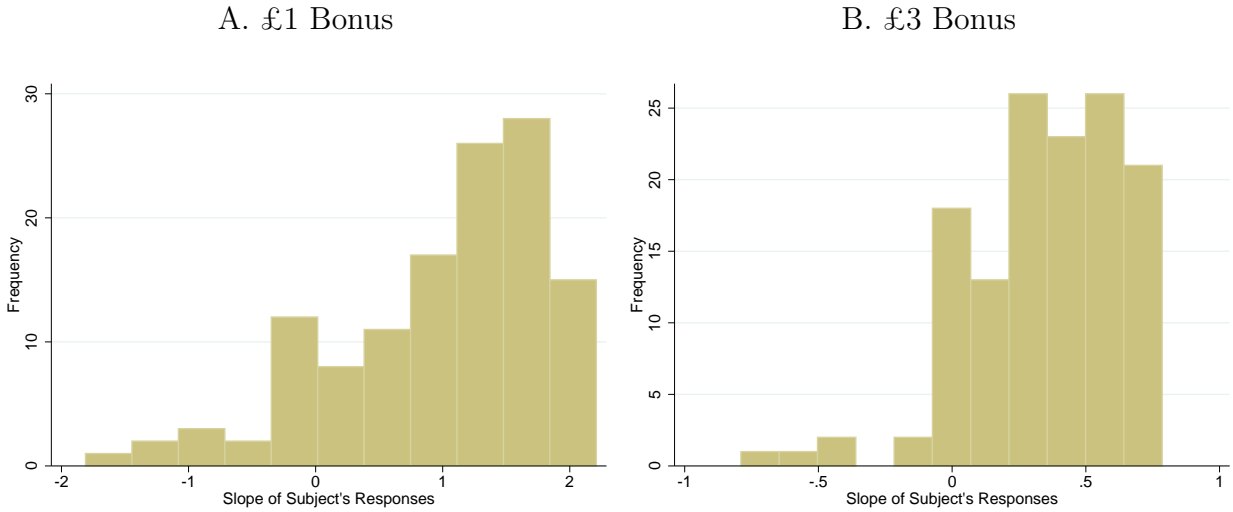 A. £1 Bonus
30
20
10
0
Frequency
-2 -1 0 1 2
Slope of Subject's Responses
B. £3 Bonus
25
20
15
10
5
0
Frequency
-1 -.5 0 .5 1
Slope of Subject's Responses